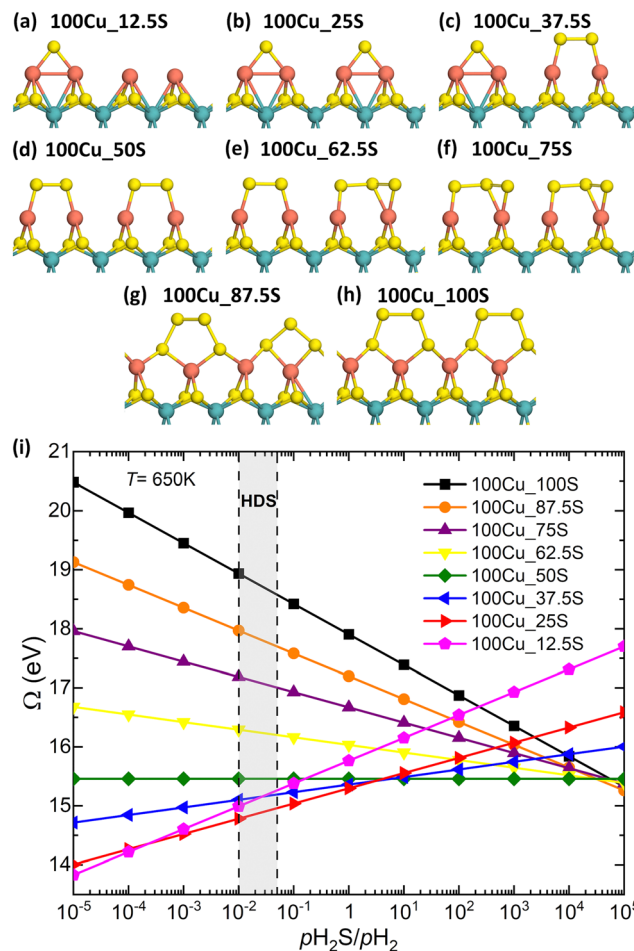 (a) 100Cu_12.5S
(b) 100Cu_25S
(c) 100Cu_37.5S
(d) 100Cu_50S
(e) 100Cu_62.5S
(f) 100Cu_75S
(g) 100Cu_87.5S
(h) 100Cu_100S
(i)
21
20
19
18
17
16
15
14
Ω (eV)
T= 650K
HDS
100Cu_100S
100Cu_87.5S
100Cu_75S
100Cu_62.5S
100Cu_50S
100Cu_37.5S
100Cu_25S
100Cu_12.5S
10⁻⁵ 10⁻⁴ 10⁻³ 10⁻² 10⁻¹ 1 10¹ 10² 10³ 10⁴ 10⁵
pH₂S/pH₂